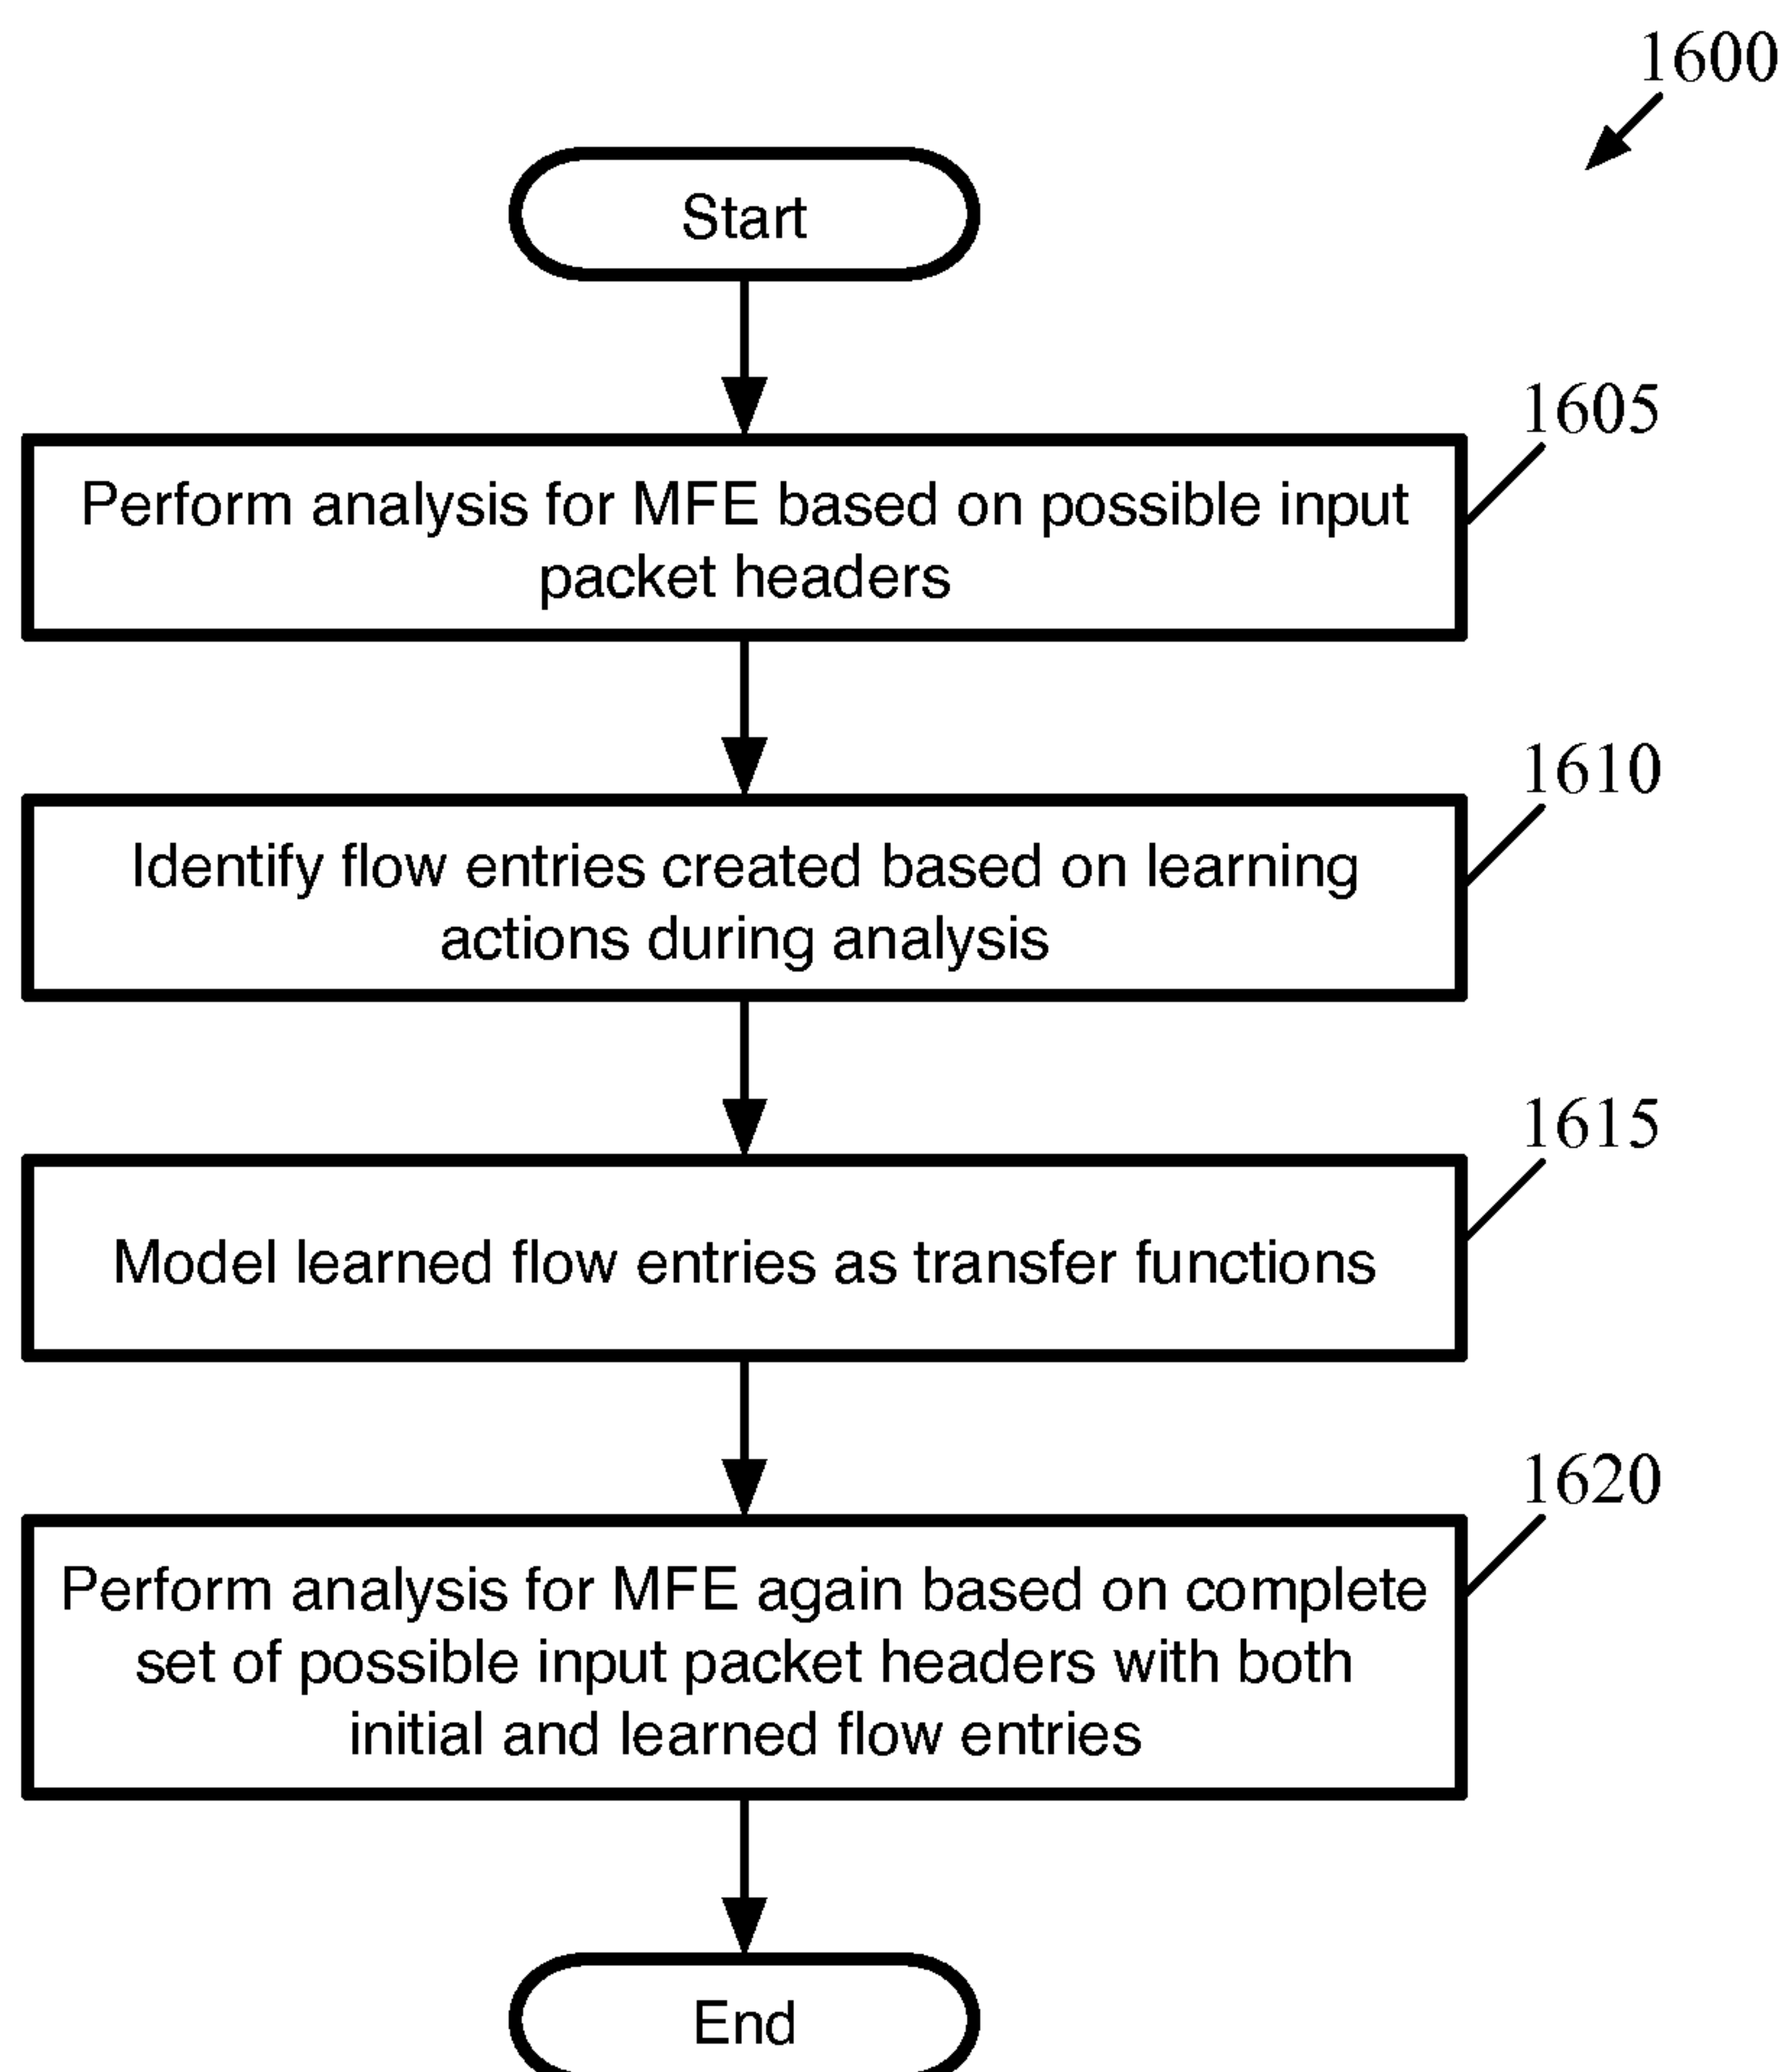 1600
Start
1605
Perform analysis for MFE based on possible input
packet headers
1610
Identify flow entries created based on learning
actions during analysis
1615
Model learned flow entries as transfer functions
1620
Perform analysis for MFE again based on complete
set of possible input packet headers with both
initial and learned flow entries
End